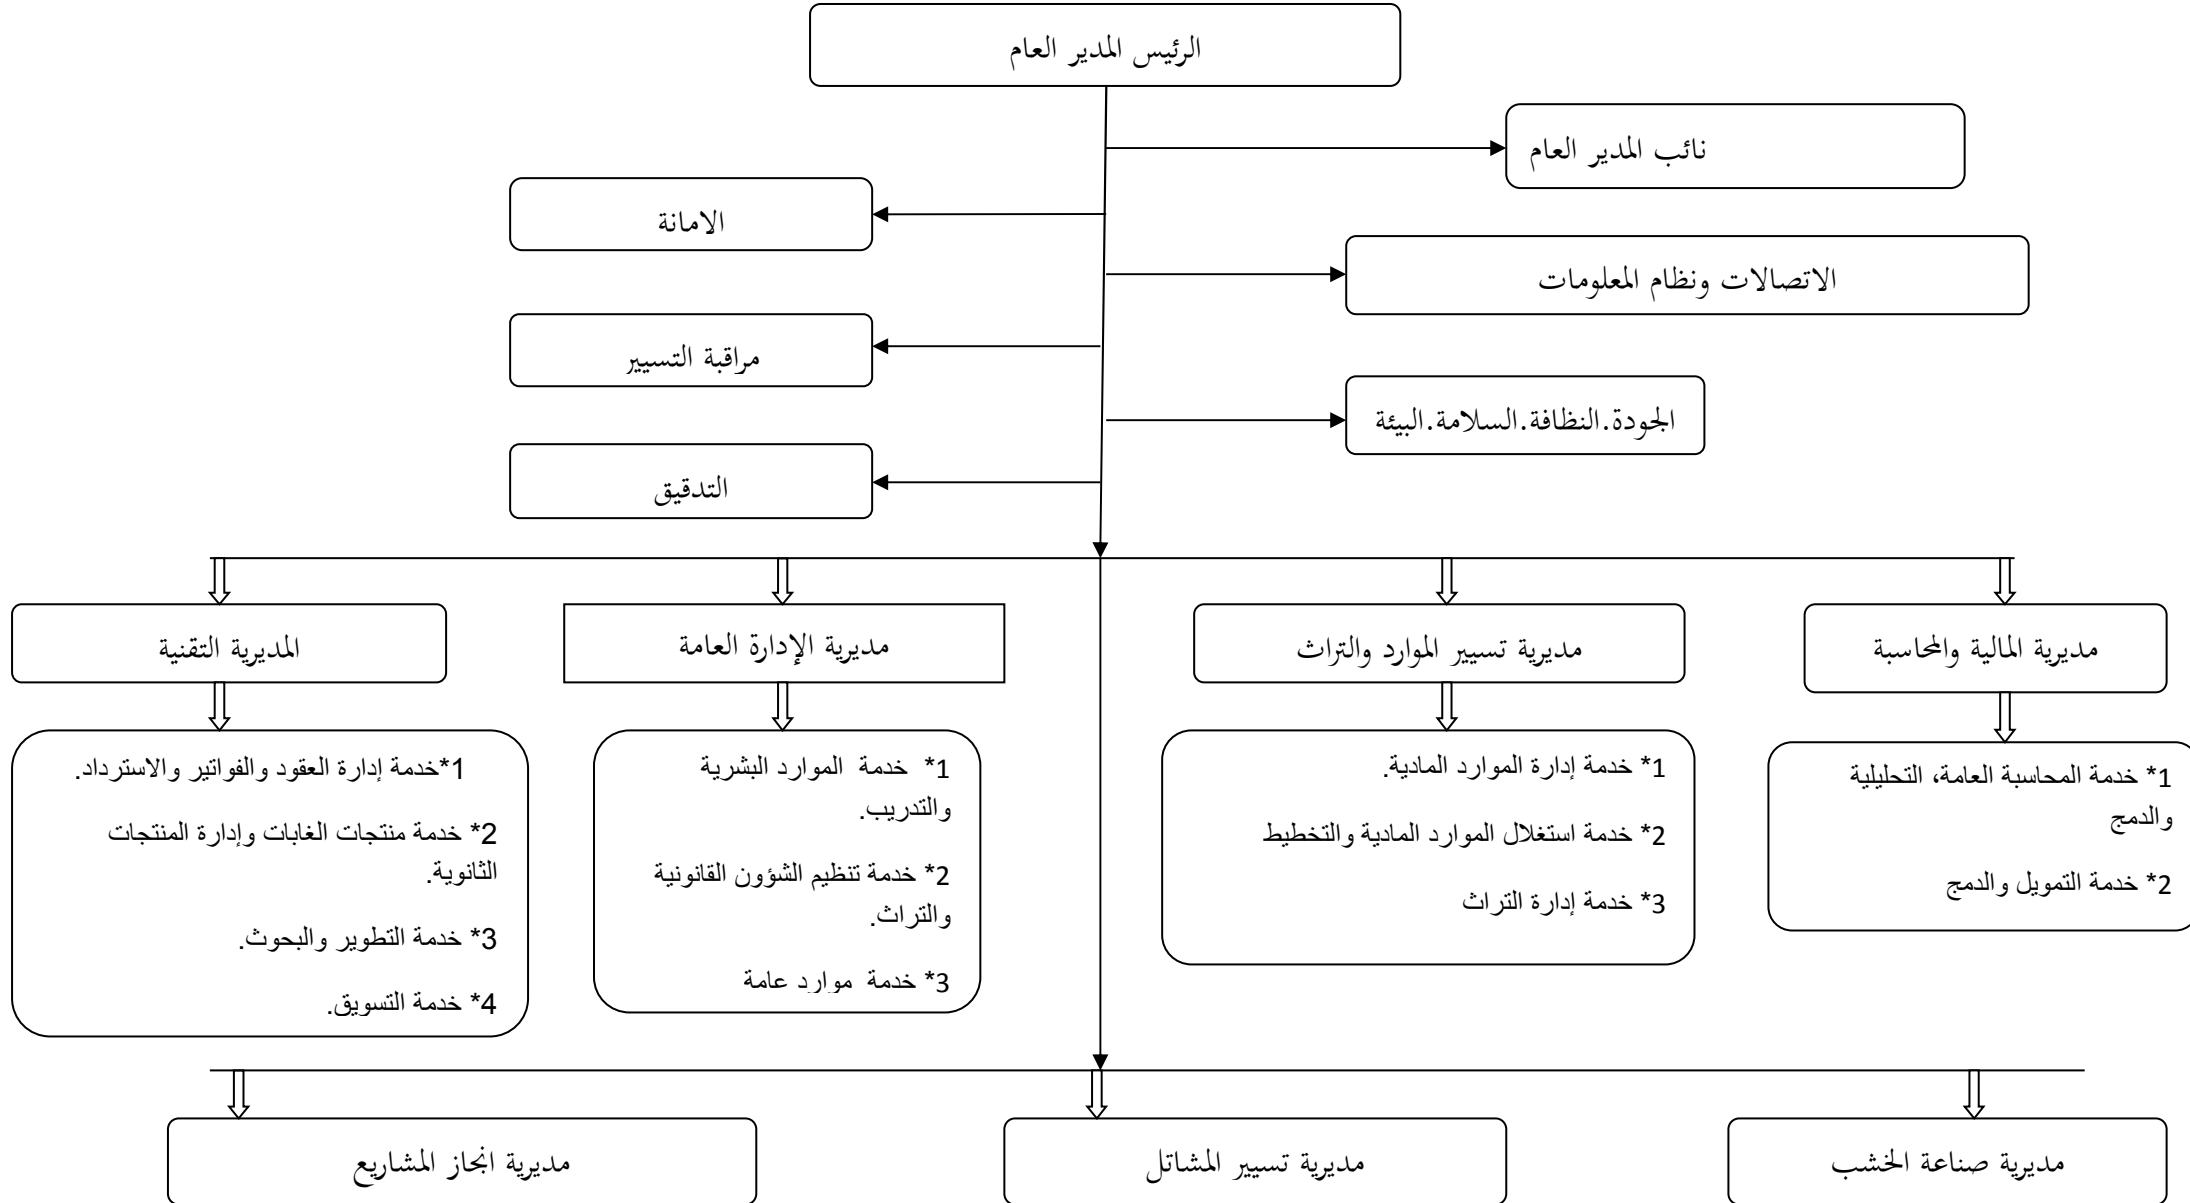 الرئيس المدير العام
نائب المدير العام
الامانة
الاتصالات ونظام المعلومات
مراقبة التسيير
الجودة.النظافة.السلامة.البيئة
التدقيق
مديرية المالية والمحاسبة
مديرية تسيير الموارد والتراث
مديرية الإدارة العامة
المديرية التقنية
1* خدمة المحاسبة العامة، التحليلية
والدمج
2* خدمة التمويل والدمج
1* خدمة إدارة الموارد المادية.
2* خدمة استغلال الموارد المادية والتخطيط
3* خدمة إدارة التراث
1* خدمة الموارد البشرية
والتدريب.
2* خدمة تنظيم الشؤون القانونية
والتراث.
3* خدمة موارد عامة
1*خدمة إدارة العقود والفواتير والاسترداد.
2* خدمة منتجات الغابات وإدارة المنتجات
الثانوية.
3* خدمة التطوير والبحوث.
4* خدمة التسويق.
مديرية صناعة الخشب
مديرية تسيير المشاتل
مديرية انجاز المشاريع